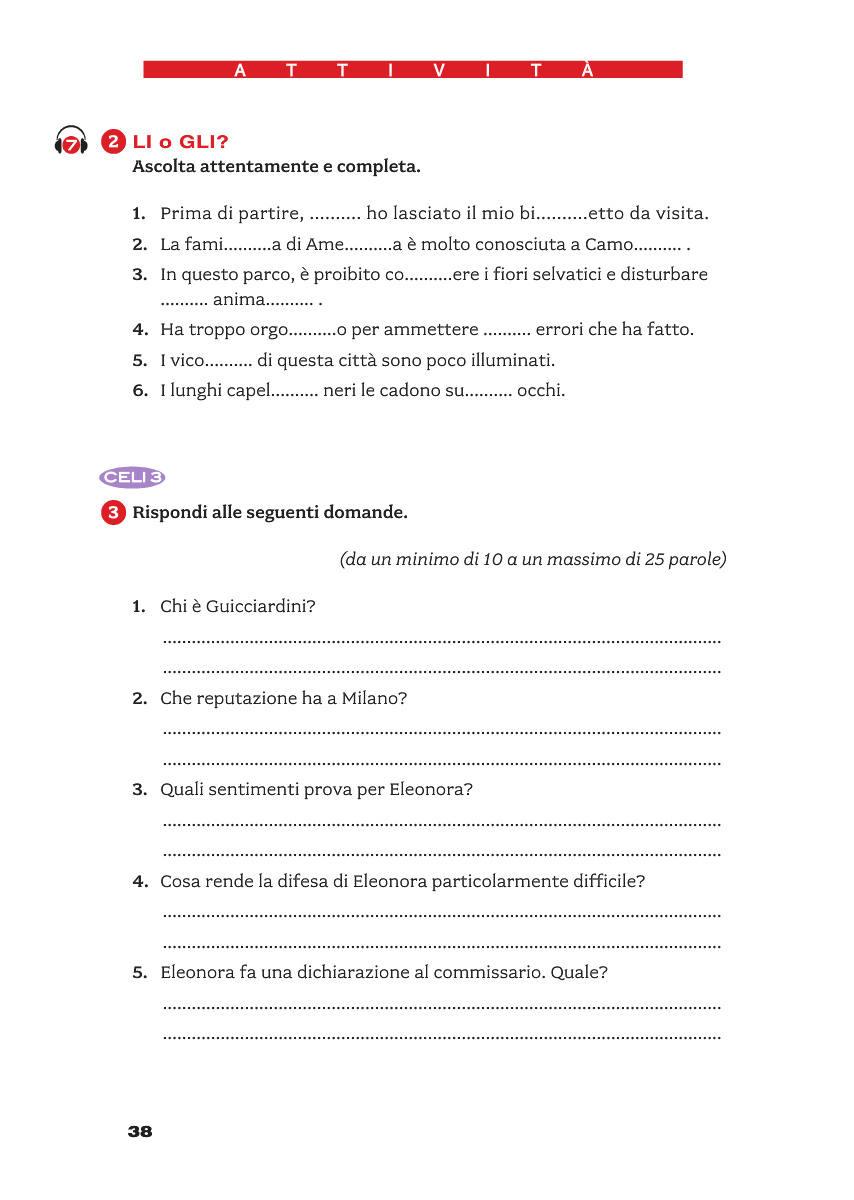 ATTIVITÀ
7 2 LI o GLI?
Ascolta attentamente e completa.
1. Prima di partire, .......... ho lasciato il mio bi..........etto da visita.
2. La fami..........a di Ame..........a è molto conosciuta a Camo.......... .
3. In questo parco, è proibito co..........ere i fiori selvatici e disturbare
.......... anima.......... .
4. Ha troppo orgo..........o per ammettere .......... errori che ha fatto.
5. I vico.......... di questa città sono poco illuminati.
6. I lunghi capel.......... neri le cadono su.......... occhi.
CELI 3
3 Rispondi alle seguenti domande.
(da un minimo di 10 a un massimo di 25 parole)
1. Chi è Guicciardini?
....................................................................................................................
....................................................................................................................
2. Che reputazione ha a Milano?
....................................................................................................................
....................................................................................................................
3. Quali sentimenti prova per Eleonora?
....................................................................................................................
....................................................................................................................
4. Cosa rende la difesa di Eleonora particolarmente difficile?
....................................................................................................................
....................................................................................................................
5. Eleonora fa una dichiarazione al commissario. Quale?
....................................................................................................................
....................................................................................................................
38